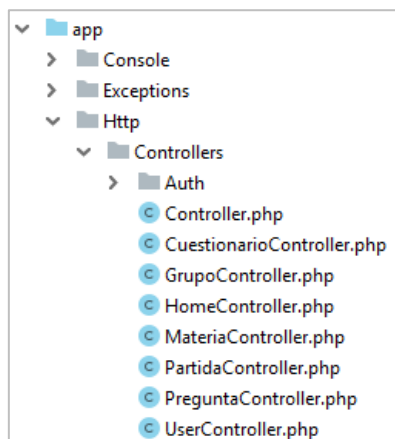 app
Console
Exceptions
Http
Controllers
Auth
Controller.php
CuestionarioController.php
GrupoController.php
HomeController.php
MateriaController.php
PartidaController.php
PreguntaController.php
UserController.php